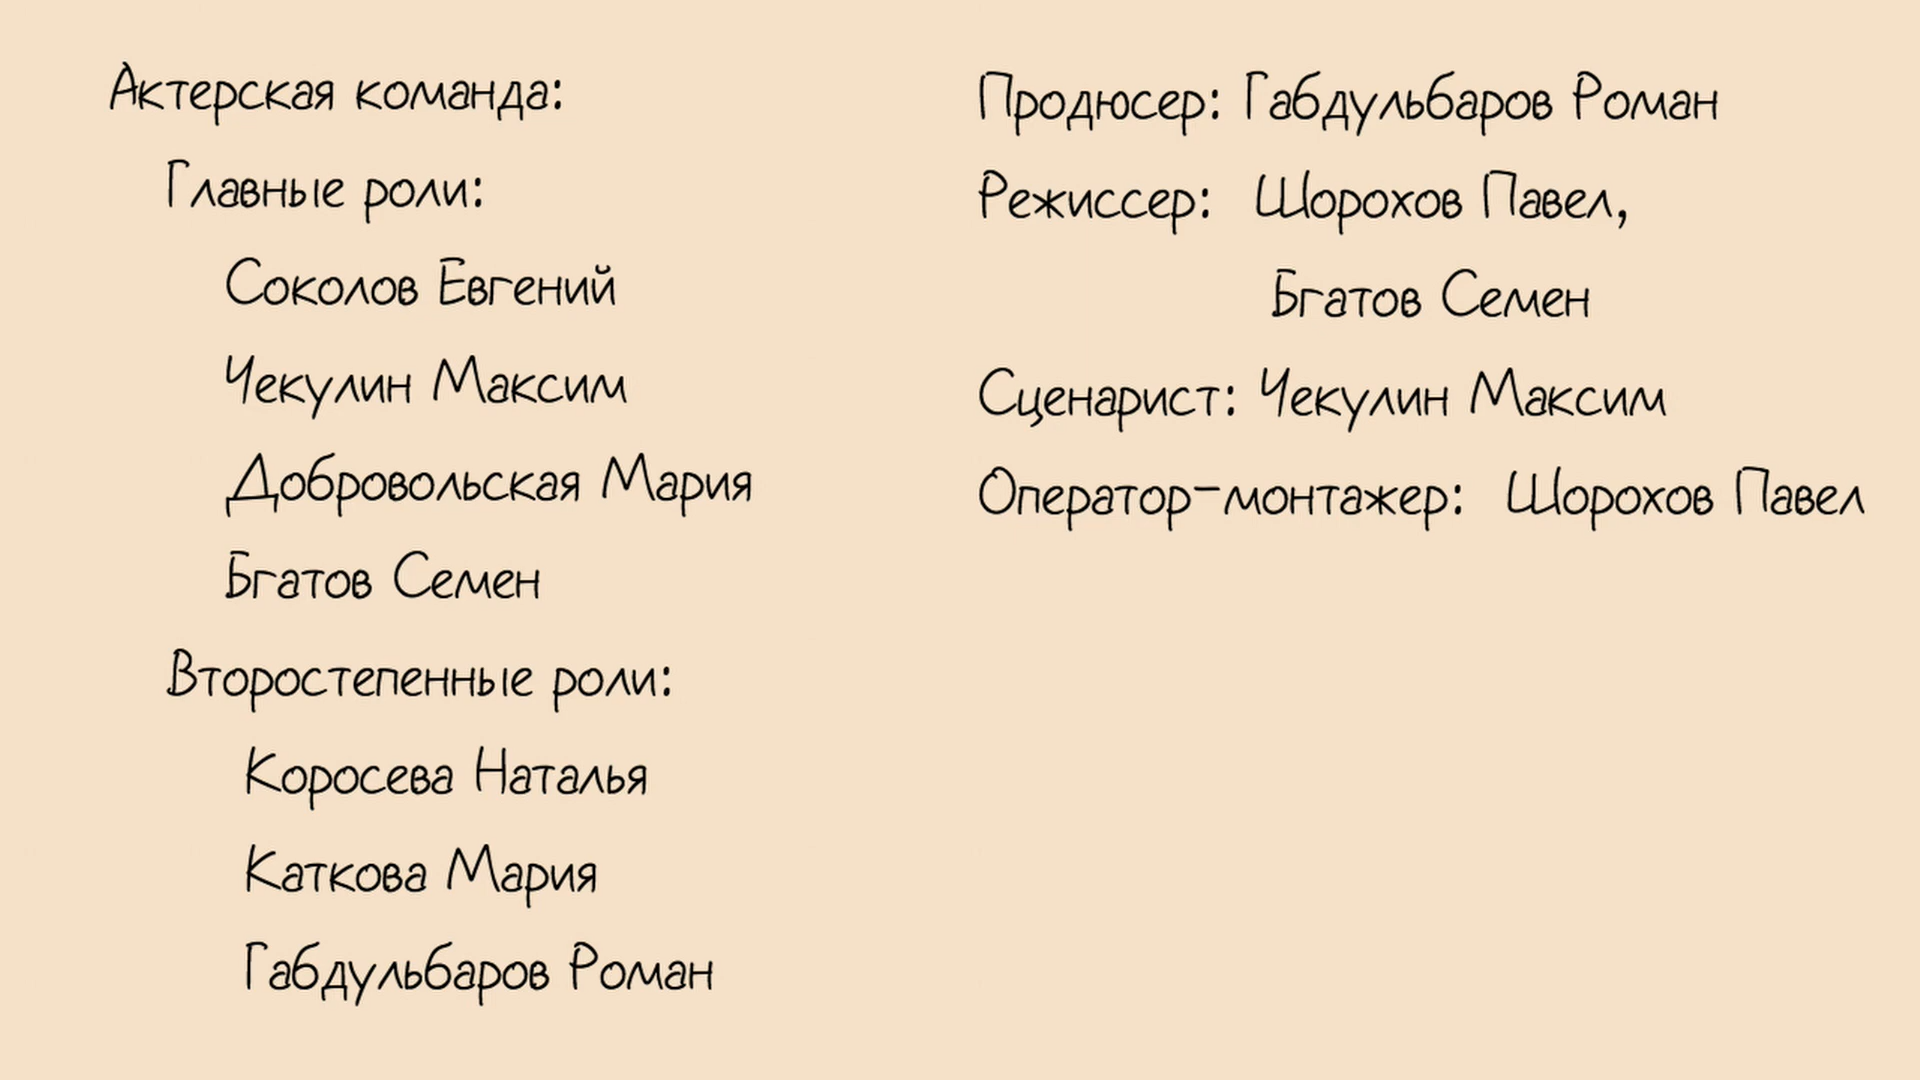 Актерская команда:
Главные роли:
Соколов Евгений
Чекулин Максим
Добровольская Мария
Бгатов Семен
Второстепенные роли:
Коросева Наталья
Каткова Мария
Габдульбаров Роман
Продюсер: Габдульбаров Роман
Режиссер: Шорохов Павел,
Бгатов Семен
Сценарист: Чекулин Максим
Оператор-монтажер: Шорохов Павел